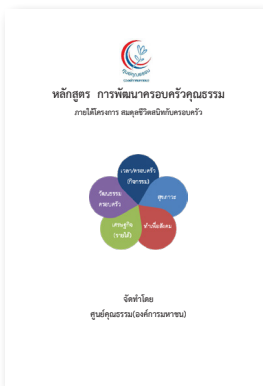 ศูนย์คุณธรรม
หลักสูตร การพัฒนาครอบครัวคุณธรรม
ภายใต้โครงการ สมดุลชีวิตสนิทกับครอบครัว
เวลา/ครอบครัว
(กิจกรรม)
วัฒนธรรม
ครอบครัว
สุขภาวะ
เศรษฐกิจ
(รายได้)
ทำเพื่อสังคม
จัดทำโดย
ศูนย์คุณธรรม(องค์การมหาชน)